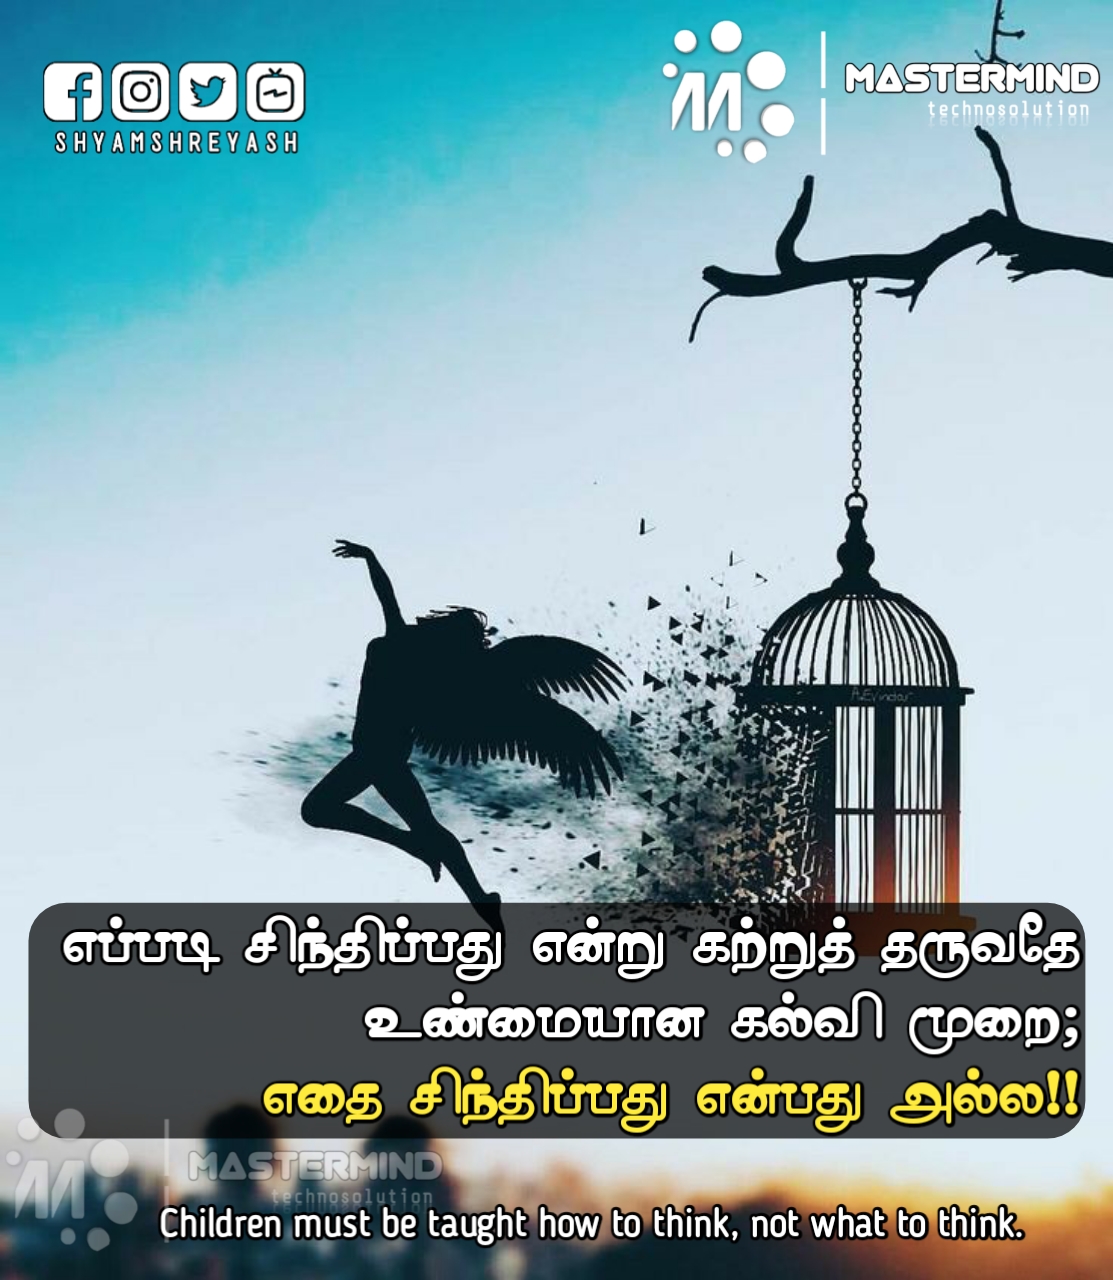 SHYAMSHREYASH
MASTERMIND
technosolution
எப்படி சிந்திப்பது என்று கற்றுத் தருவதே
உண்மையான கல்வி முறை;
எதை சிந்திப்பது என்பது அல்ல!!
MASTERMIND
technosolution
Children must be taught how to think, not what to think.